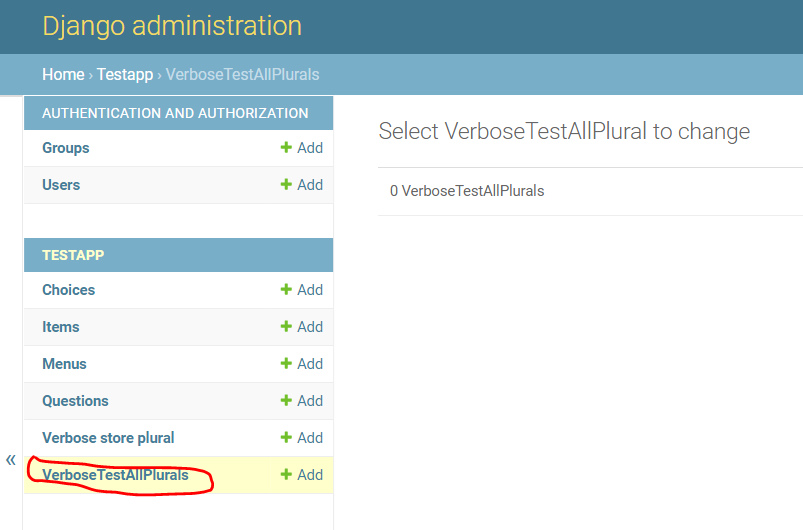 Django administration
Home › Testapp › VerboseTestAllPlurals
AUTHENTICATION AND AUTHORIZATION
Groups + Add
Users + Add
TESTAPP
Choices + Add
Items + Add
Menus + Add
Questions + Add
Verbose store plural + Add
VerboseTestAllPlurals + Add
«
Select VerboseTestAllPlural to change
0 VerboseTestAllPlurals